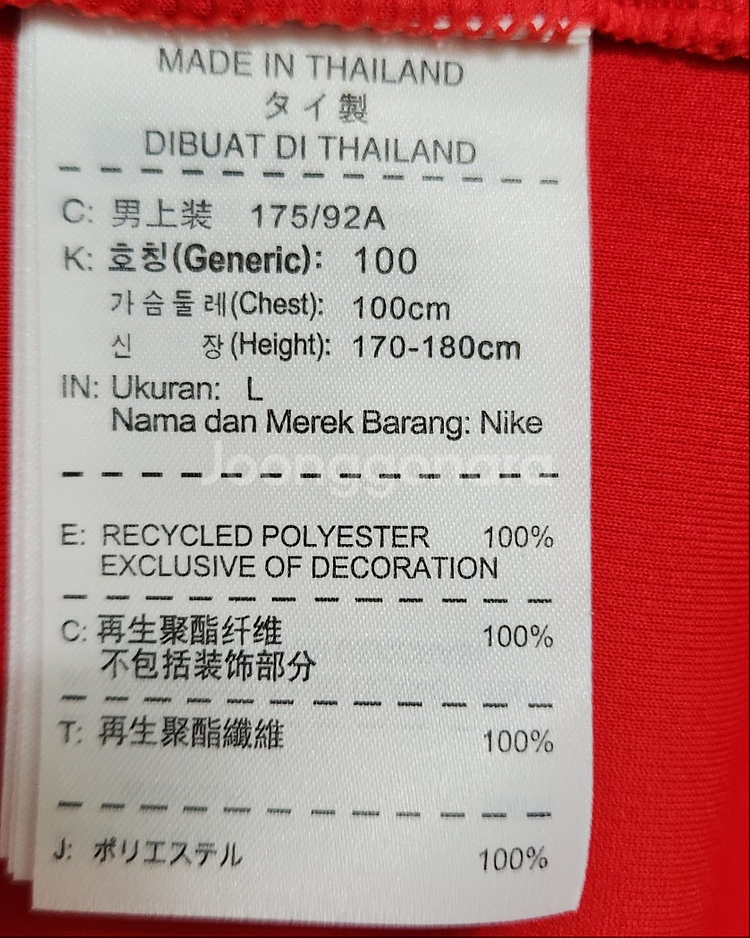 MADE IN THAILAND
タイ製
DIBUAT DI THAILAND
C: 男上装 175/92A
K: 호칭(Generic): 100
가슴둘레(Chest): 100cm
신 장(Height): 170-180cm
IN: Ukuran: L
Nama dan Merek Barang: Nike
E: RECYCLED POLYESTER 100%
EXCLUSIVE OF DECORATION
C: 再生聚酯纤维 100%
不包括装饰部分
T: 再生聚酯纖維 100%
J: ポリエステル 100%